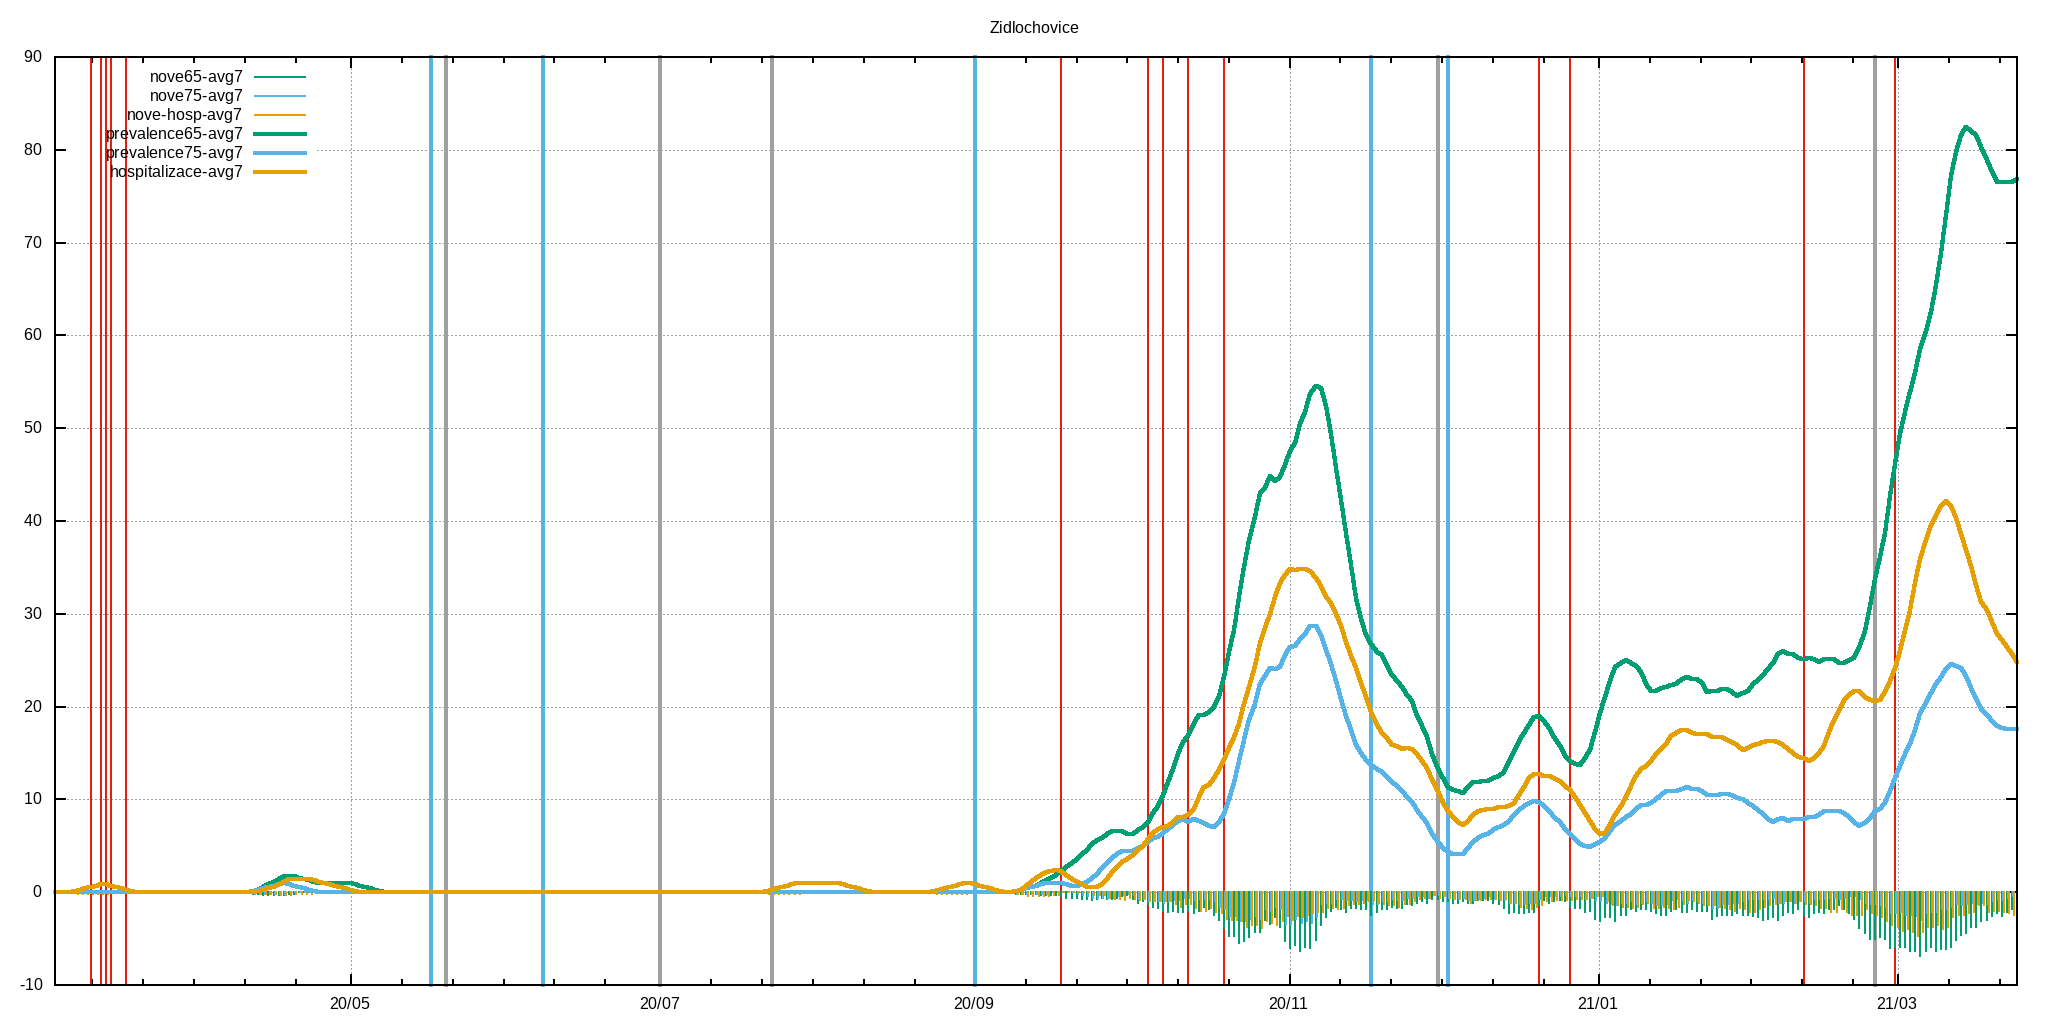 Zidlochovice
90
80
70
60
50
40
30
20
10
0
-10
nove65-avg7
nove75-avg7
nove-hosp-avg7
prevalence65-avg7
prevalence75-avg7
hospitalizace-avg7
20/05
20/07
20/09
20/11
21/01
21/03